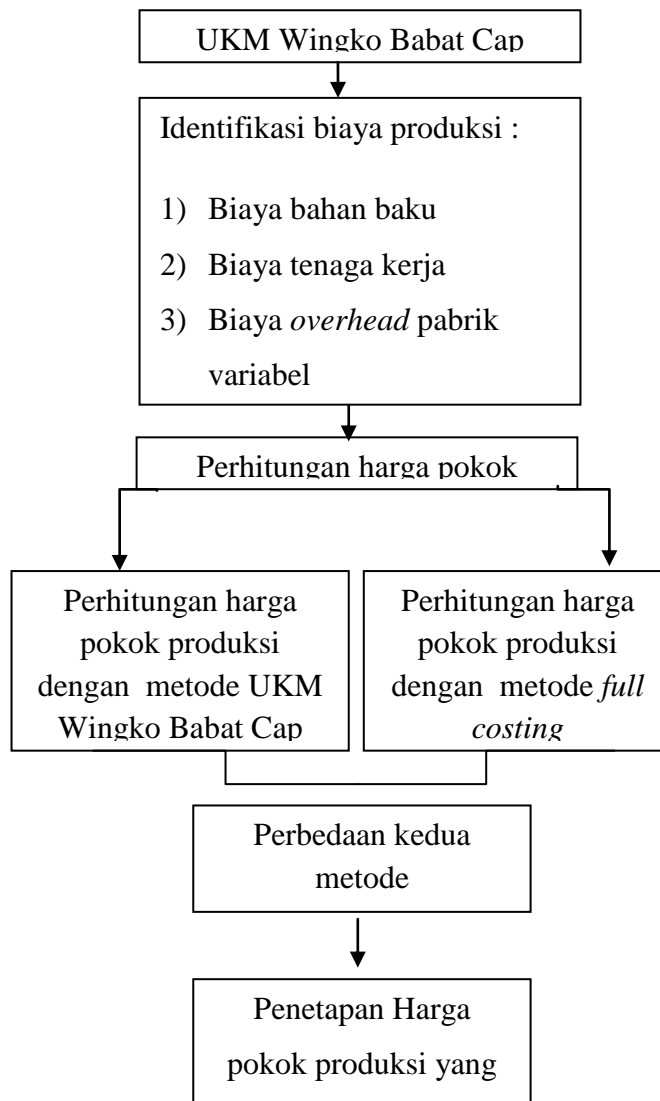 UKM Wingko Babat Cap
Identifikasi biaya produksi :
1) Biaya bahan baku
2) Biaya tenaga kerja
3) Biaya overhead pabrik
variabel
Perhitungan harga pokok
Perhitungan harga
pokok produksi
dengan metode UKM
Wingko Babat Cap
Perhitungan harga
pokok produksi
dengan metode full
costing
Perbedaan kedua
metode
Penetapan Harga
pokok produksi yang